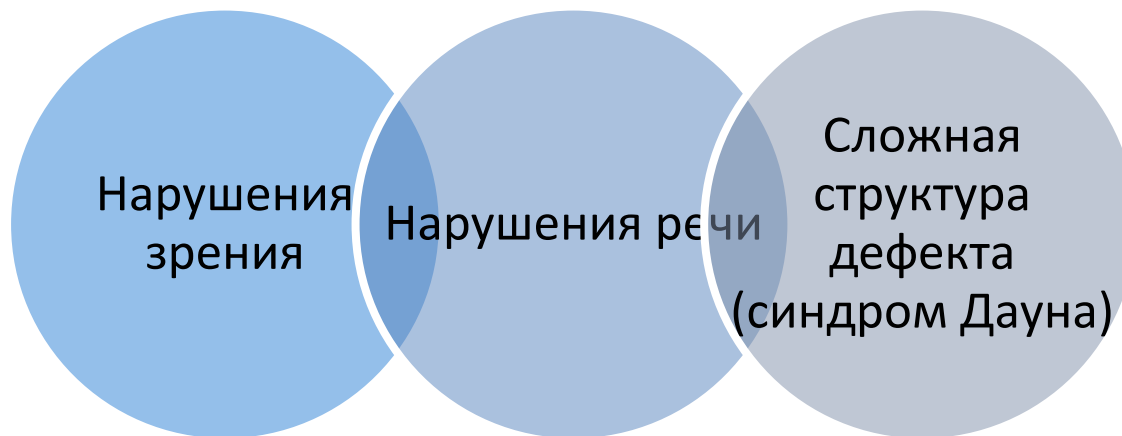 Нарушения
зрения
Нарушения речи
Сложная
структура
дефекта
(синдром Дауна)